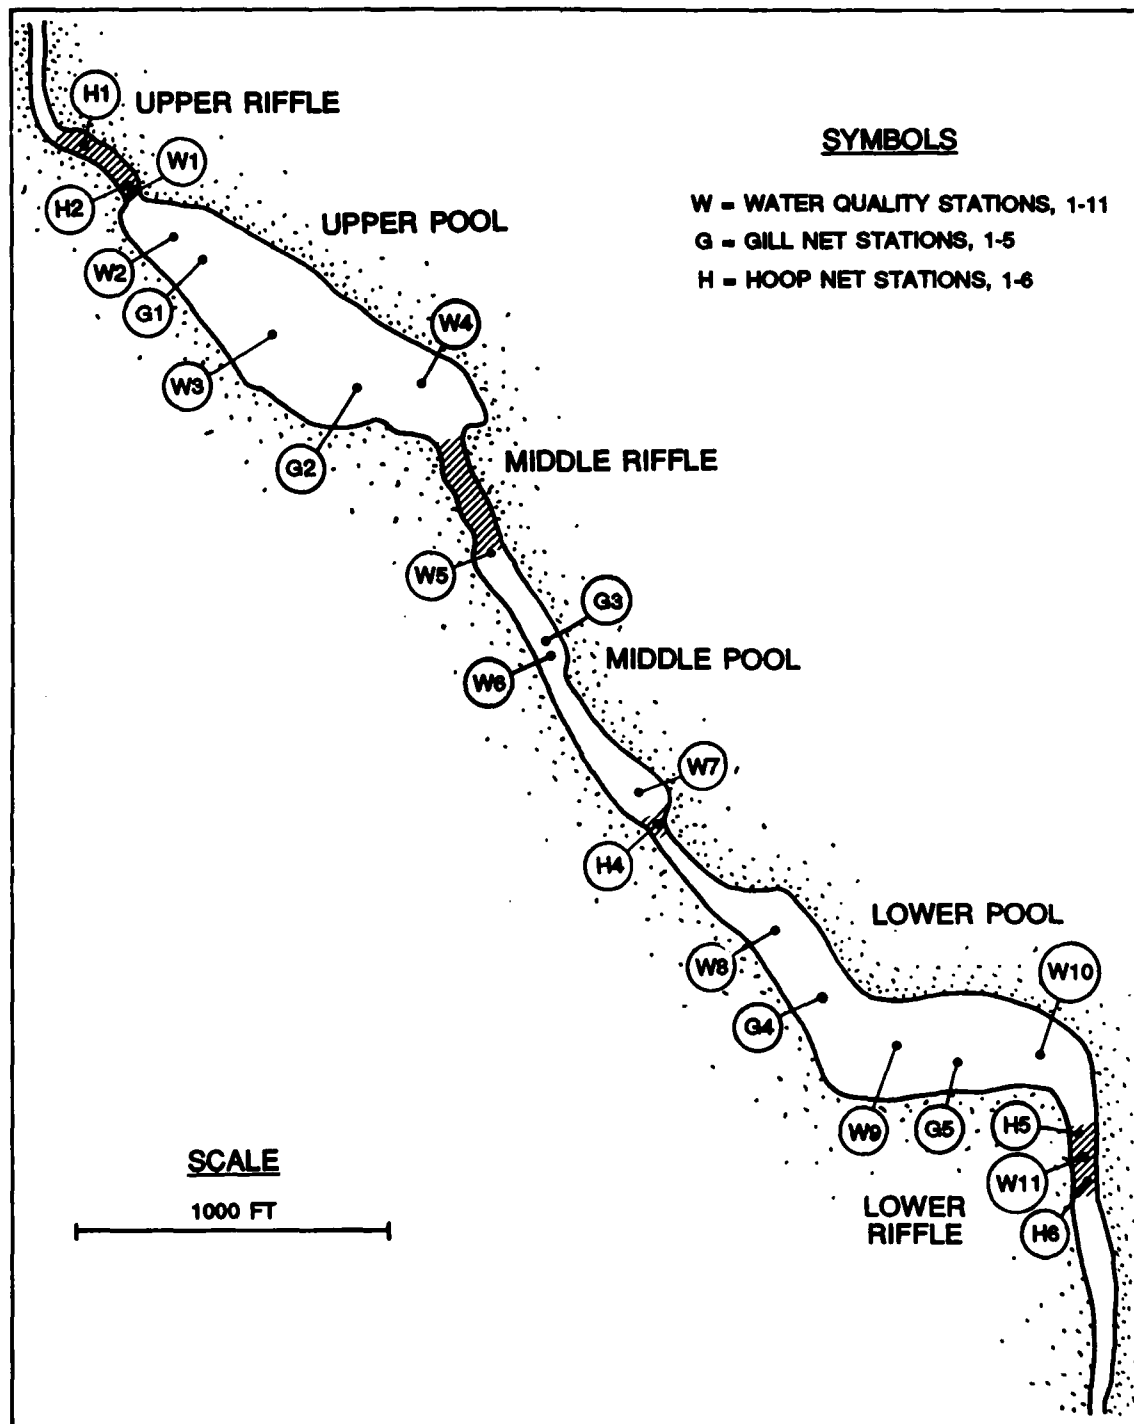 H1
UPPER RIFFLE
W1
SYMBOLS
H2
W = WATER QUALITY STATIONS, 1-11
UPPER POOL
G = GILL NET STATIONS, 1-5
W2
H = HOOP NET STATIONS, 1-6
G1
W4
W3
G2
MIDDLE RIFFLE
W5
G3
MIDDLE POOL
W6
W7
H4
LOWER POOL
W8
W10
G4
W9
G5
H5
SCALE
W11
1000 FT
LOWER
RIFFLE
H6